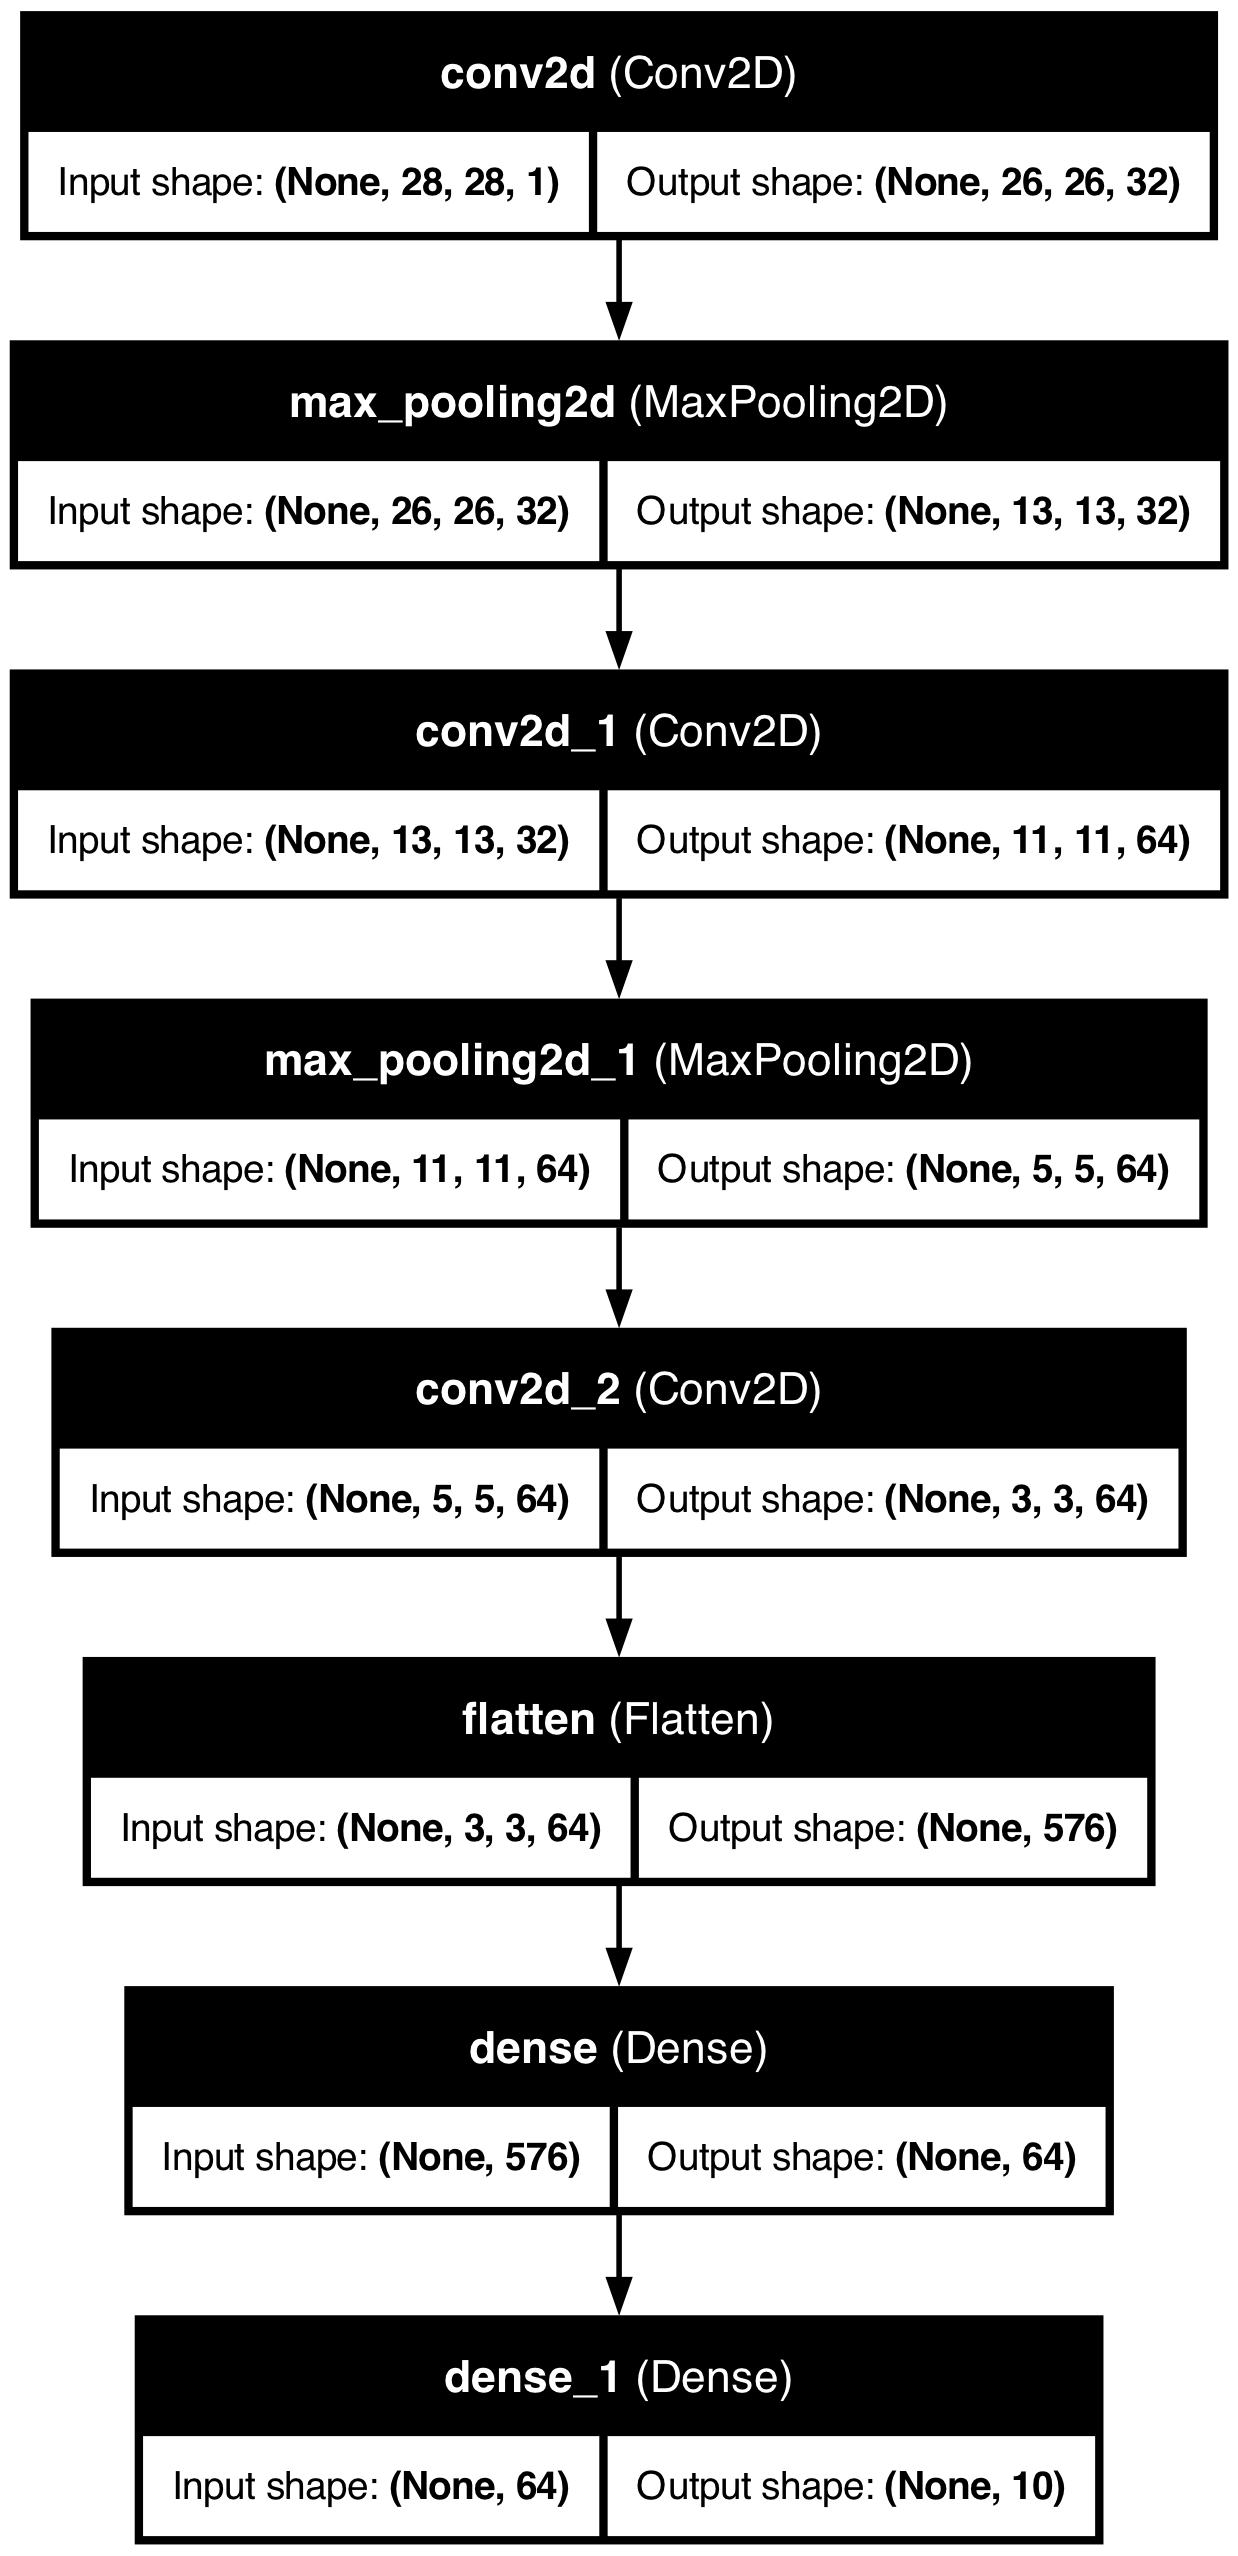 conv2d (Conv2D)
Input shape: (None, 28, 28, 1) Output shape: (None, 26, 26, 32)
max_pooling2d (MaxPooling2D)
Input shape: (None, 26, 26, 32) Output shape: (None, 13, 13, 32)
conv2d_1 (Conv2D)
Input shape: (None, 13, 13, 32) Output shape: (None, 11, 11, 64)
max_pooling2d_1 (MaxPooling2D)
Input shape: (None, 11, 11, 64) Output shape: (None, 5, 5, 64)
conv2d_2 (Conv2D)
Input shape: (None, 5, 5, 64) Output shape: (None, 3, 3, 64)
flatten (Flatten)
Input shape: (None, 3, 3, 64) Output shape: (None, 576)
dense (Dense)
Input shape: (None, 576) Output shape: (None, 64)
dense_1 (Dense)
Input shape: (None, 64) Output shape: (None, 10)